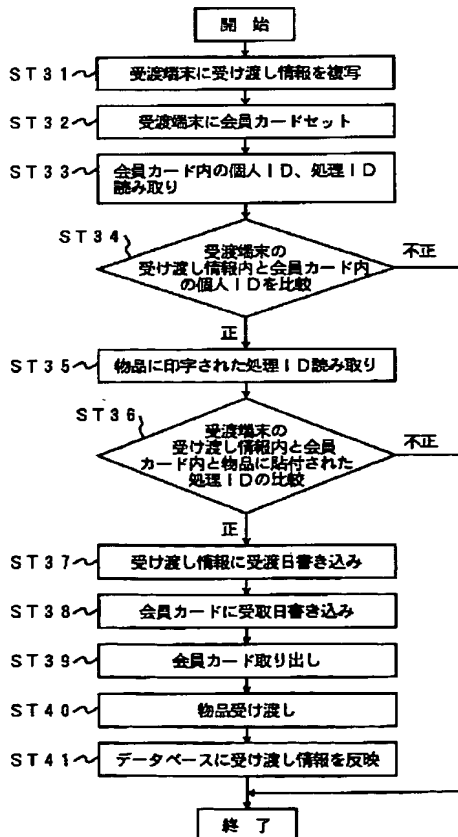 開 始
ST31
受渡端末に受け渡し情報を複写
ST32
受渡端末に会員カードセット
ST33
会員カード内の個人ID、処理ID
読み取り
ST34
受渡端末の
受け渡し情報内と会員カード内
の個人IDを比較
不正
正
ST35
物品に印字された処理ID読み取り
ST36
受渡端末の
受け渡し情報内と会員
カード内と物品に貼付された
処理IDの比較
不正
正
ST37
受け渡し情報に受渡日書き込み
ST38
会員カードに受取日書き込み
ST39
会員カード取り出し
ST40
物品受け渡し
ST41
データベースに受け渡し情報を反映
終 了